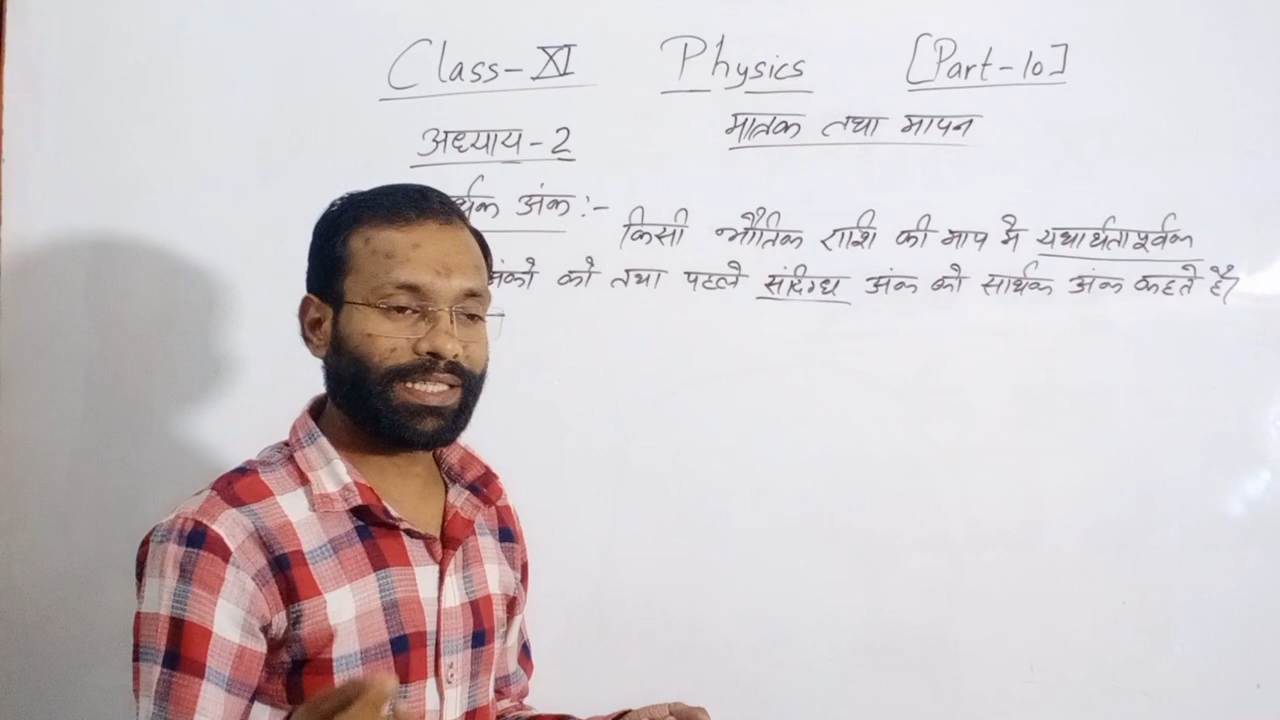 Class-XI Physics [Part-10]
अध्याय-2 मात्रक तथा मापन
र्थक अंक :-
किसी भौतिक राशि की माप में यथार्थतापूर्वक
अंको को तथा पहले संदिग्ध अंक को सार्थक अंक कहते है